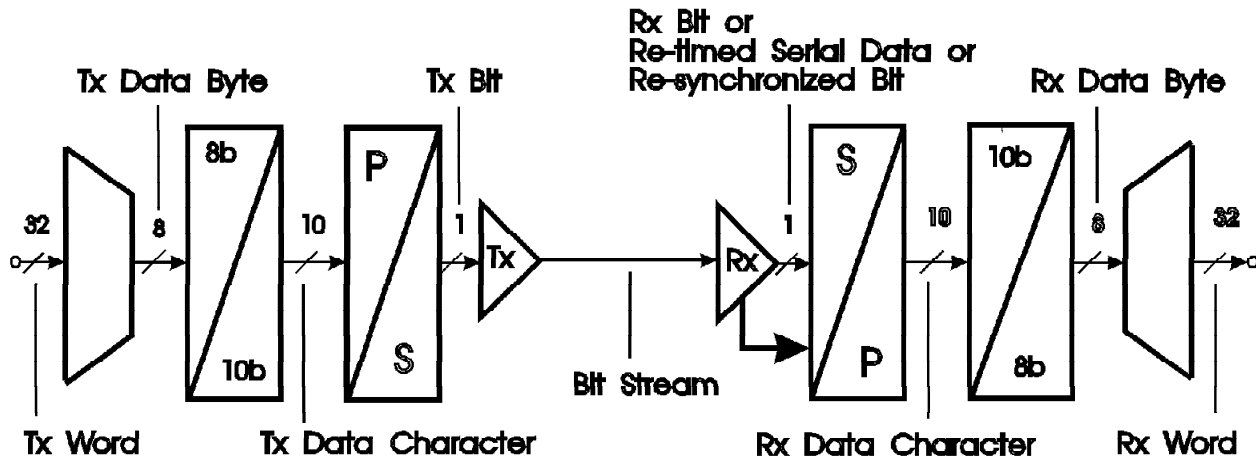 Rx Bit or
Re-timed Serial Data or
Re-synchronized Bit
Tx Data Byte
Tx Bit
Rx Data Byte
8b
P
S
10b
32
8
10
1
1
10
8
32
Tx
Rx
10b
S
P
8b
Bit Stream
Tx Word
Tx Data Character
Rx Data Character
Rx Word